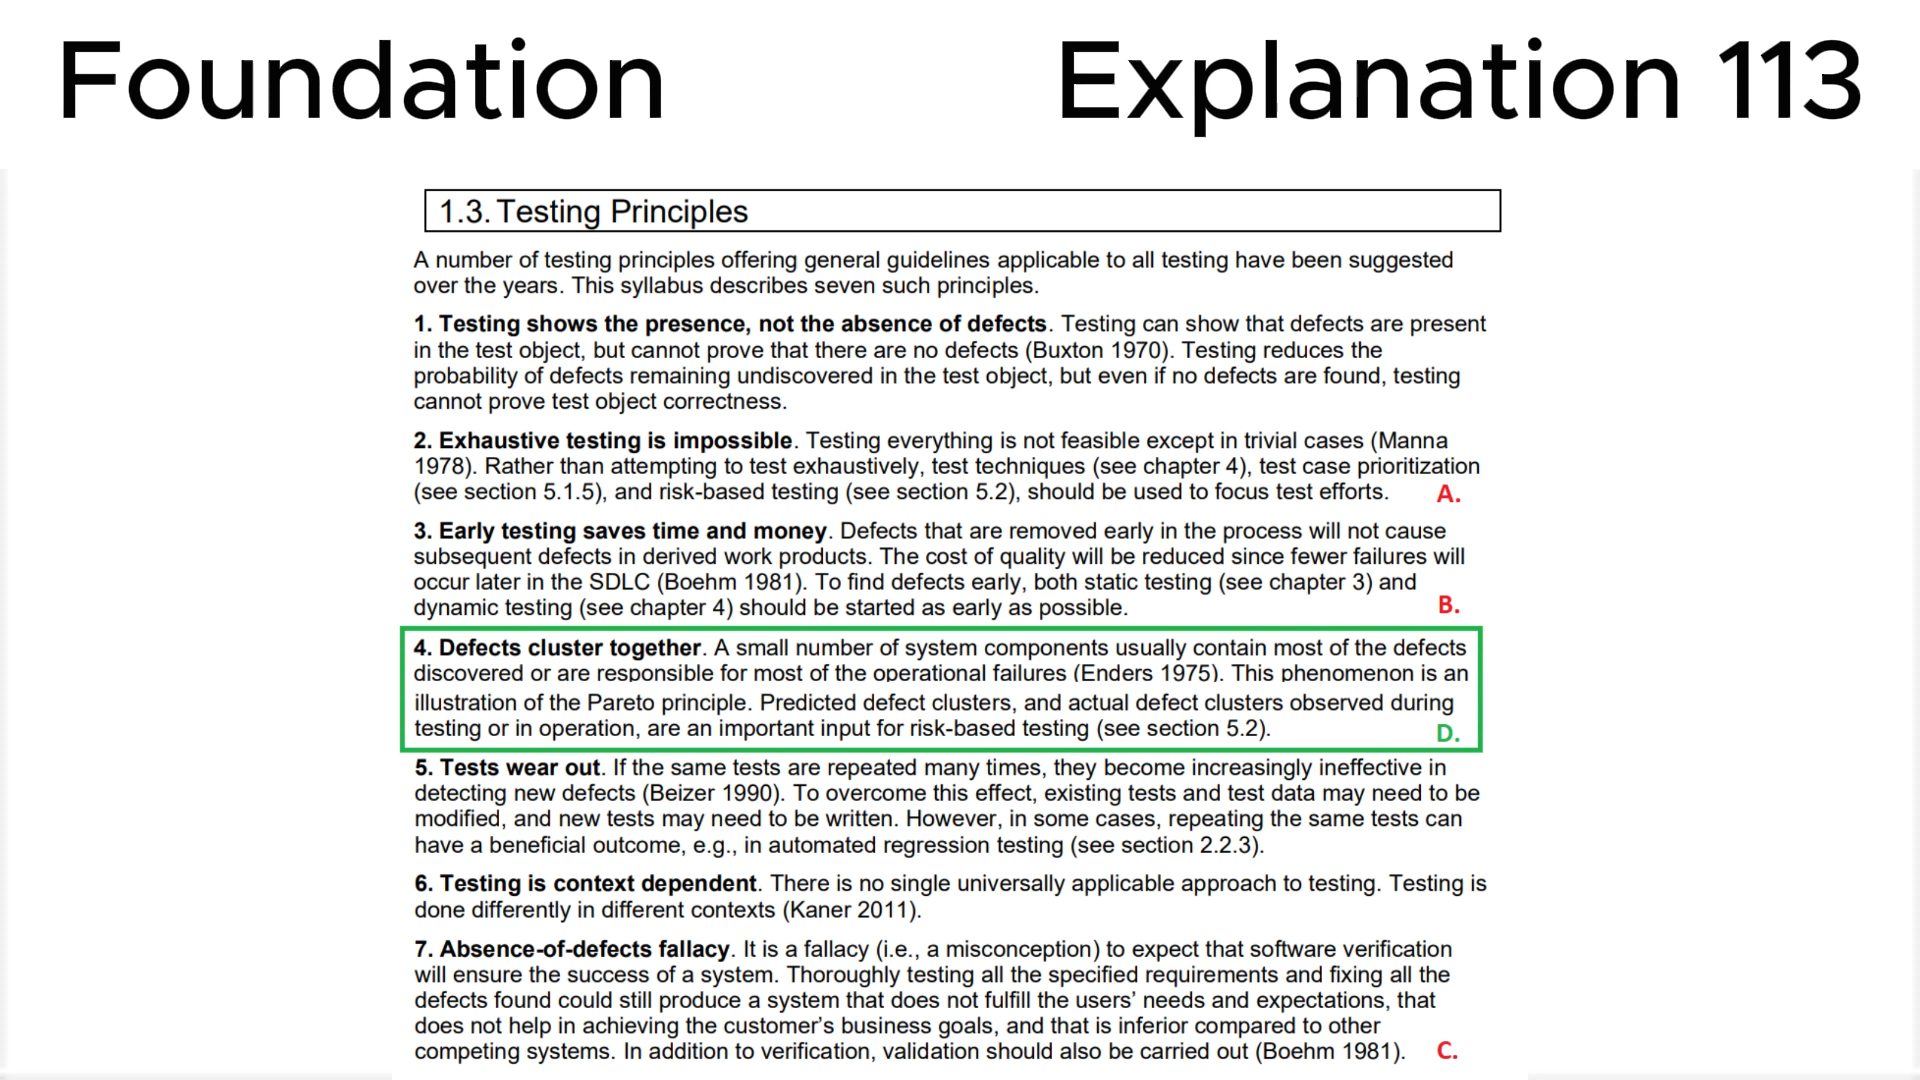 Foundation
Explanation 113
1.3. Testing Principles
A number of testing principles offering general guidelines applicable to all testing have been suggested
over the years. This syllabus describes seven such principles.
1. Testing shows the presence, not the absence of defects. Testing can show that defects are present
in the test object, but cannot prove that there are no defects (Buxton 1970). Testing reduces the
probability of defects remaining undiscovered in the test object, but even if no defects are found, testing
cannot prove test object correctness.
2. Exhaustive testing is impossible. Testing everything is not feasible except in trivial cases (Manna
1978). Rather than attempting to test exhaustively, test techniques (see chapter 4), test case prioritization
(see section 5.1.5), and risk-based testing (see section 5.2), should be used to focus test efforts. A.
3. Early testing saves time and money. Defects that are removed early in the process will not cause
subsequent defects in derived work products. The cost of quality will be reduced since fewer failures will
occur later in the SDLC (Boehm 1981). To find defects early, both static testing (see chapter 3) and
dynamic testing (see chapter 4) should be started as early as possible. B.
4. Defects cluster together. A small number of system components usually contain most of the defects
discovered or are responsible for most of the operational failures (Enders 1975). This phenomenon is an
illustration of the Pareto principle. Predicted defect clusters, and actual defect clusters observed during
testing or in operation, are an important input for risk-based testing (see section 5.2). D.
5. Tests wear out. If the same tests are repeated many times, they become increasingly ineffective in
detecting new defects (Beizer 1990). To overcome this effect, existing tests and test data may need to be
modified, and new tests may need to be written. However, in some cases, repeating the same tests can
have a beneficial outcome, e.g., in automated regression testing (see section 2.2.3).
6. Testing is context dependent. There is no single universally applicable approach to testing. Testing is
done differently in different contexts (Kaner 2011).
7. Absence-of-defects fallacy. It is a fallacy (i.e., a misconception) to expect that software verification
will ensure the success of a system. Thoroughly testing all the specified requirements and fixing all the
defects found could still produce a system that does not fulfill the users’ needs and expectations, that
does not help in achieving the customer’s business goals, and that is inferior compared to other
competing systems. In addition to verification, validation should also be carried out (Boehm 1981). C.